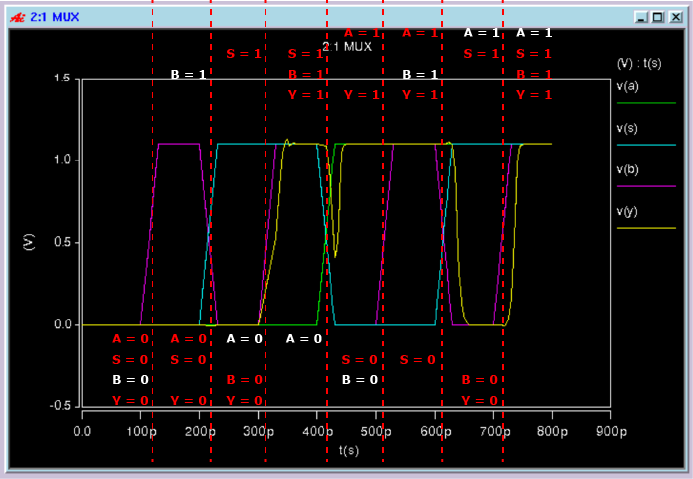 2:1 MUX
A = 1 A = 1 A = 1 A = 1
2:1 MUX
S = 1 S = 1 S = 1 S = 1
(V) : t(s)
B = 1 B = 1 B = 1 B = 1
1.5
v(a)
Y = 1 Y = 1 Y = 1 Y = 1
v(s)
1.0
v(b)
v(y)
(V)
0.5
0.0
A = 0 A = 0 A = 0 A = 0
S = 0 S = 0 S = 0 S = 0
B = 0 B = 0 B = 0 B = 0
Y = 0 Y = 0 Y = 0 Y = 0
-0.5
0.0 100p 200p 300p 400p 500p 600p 700p 800p 900p
t(s)